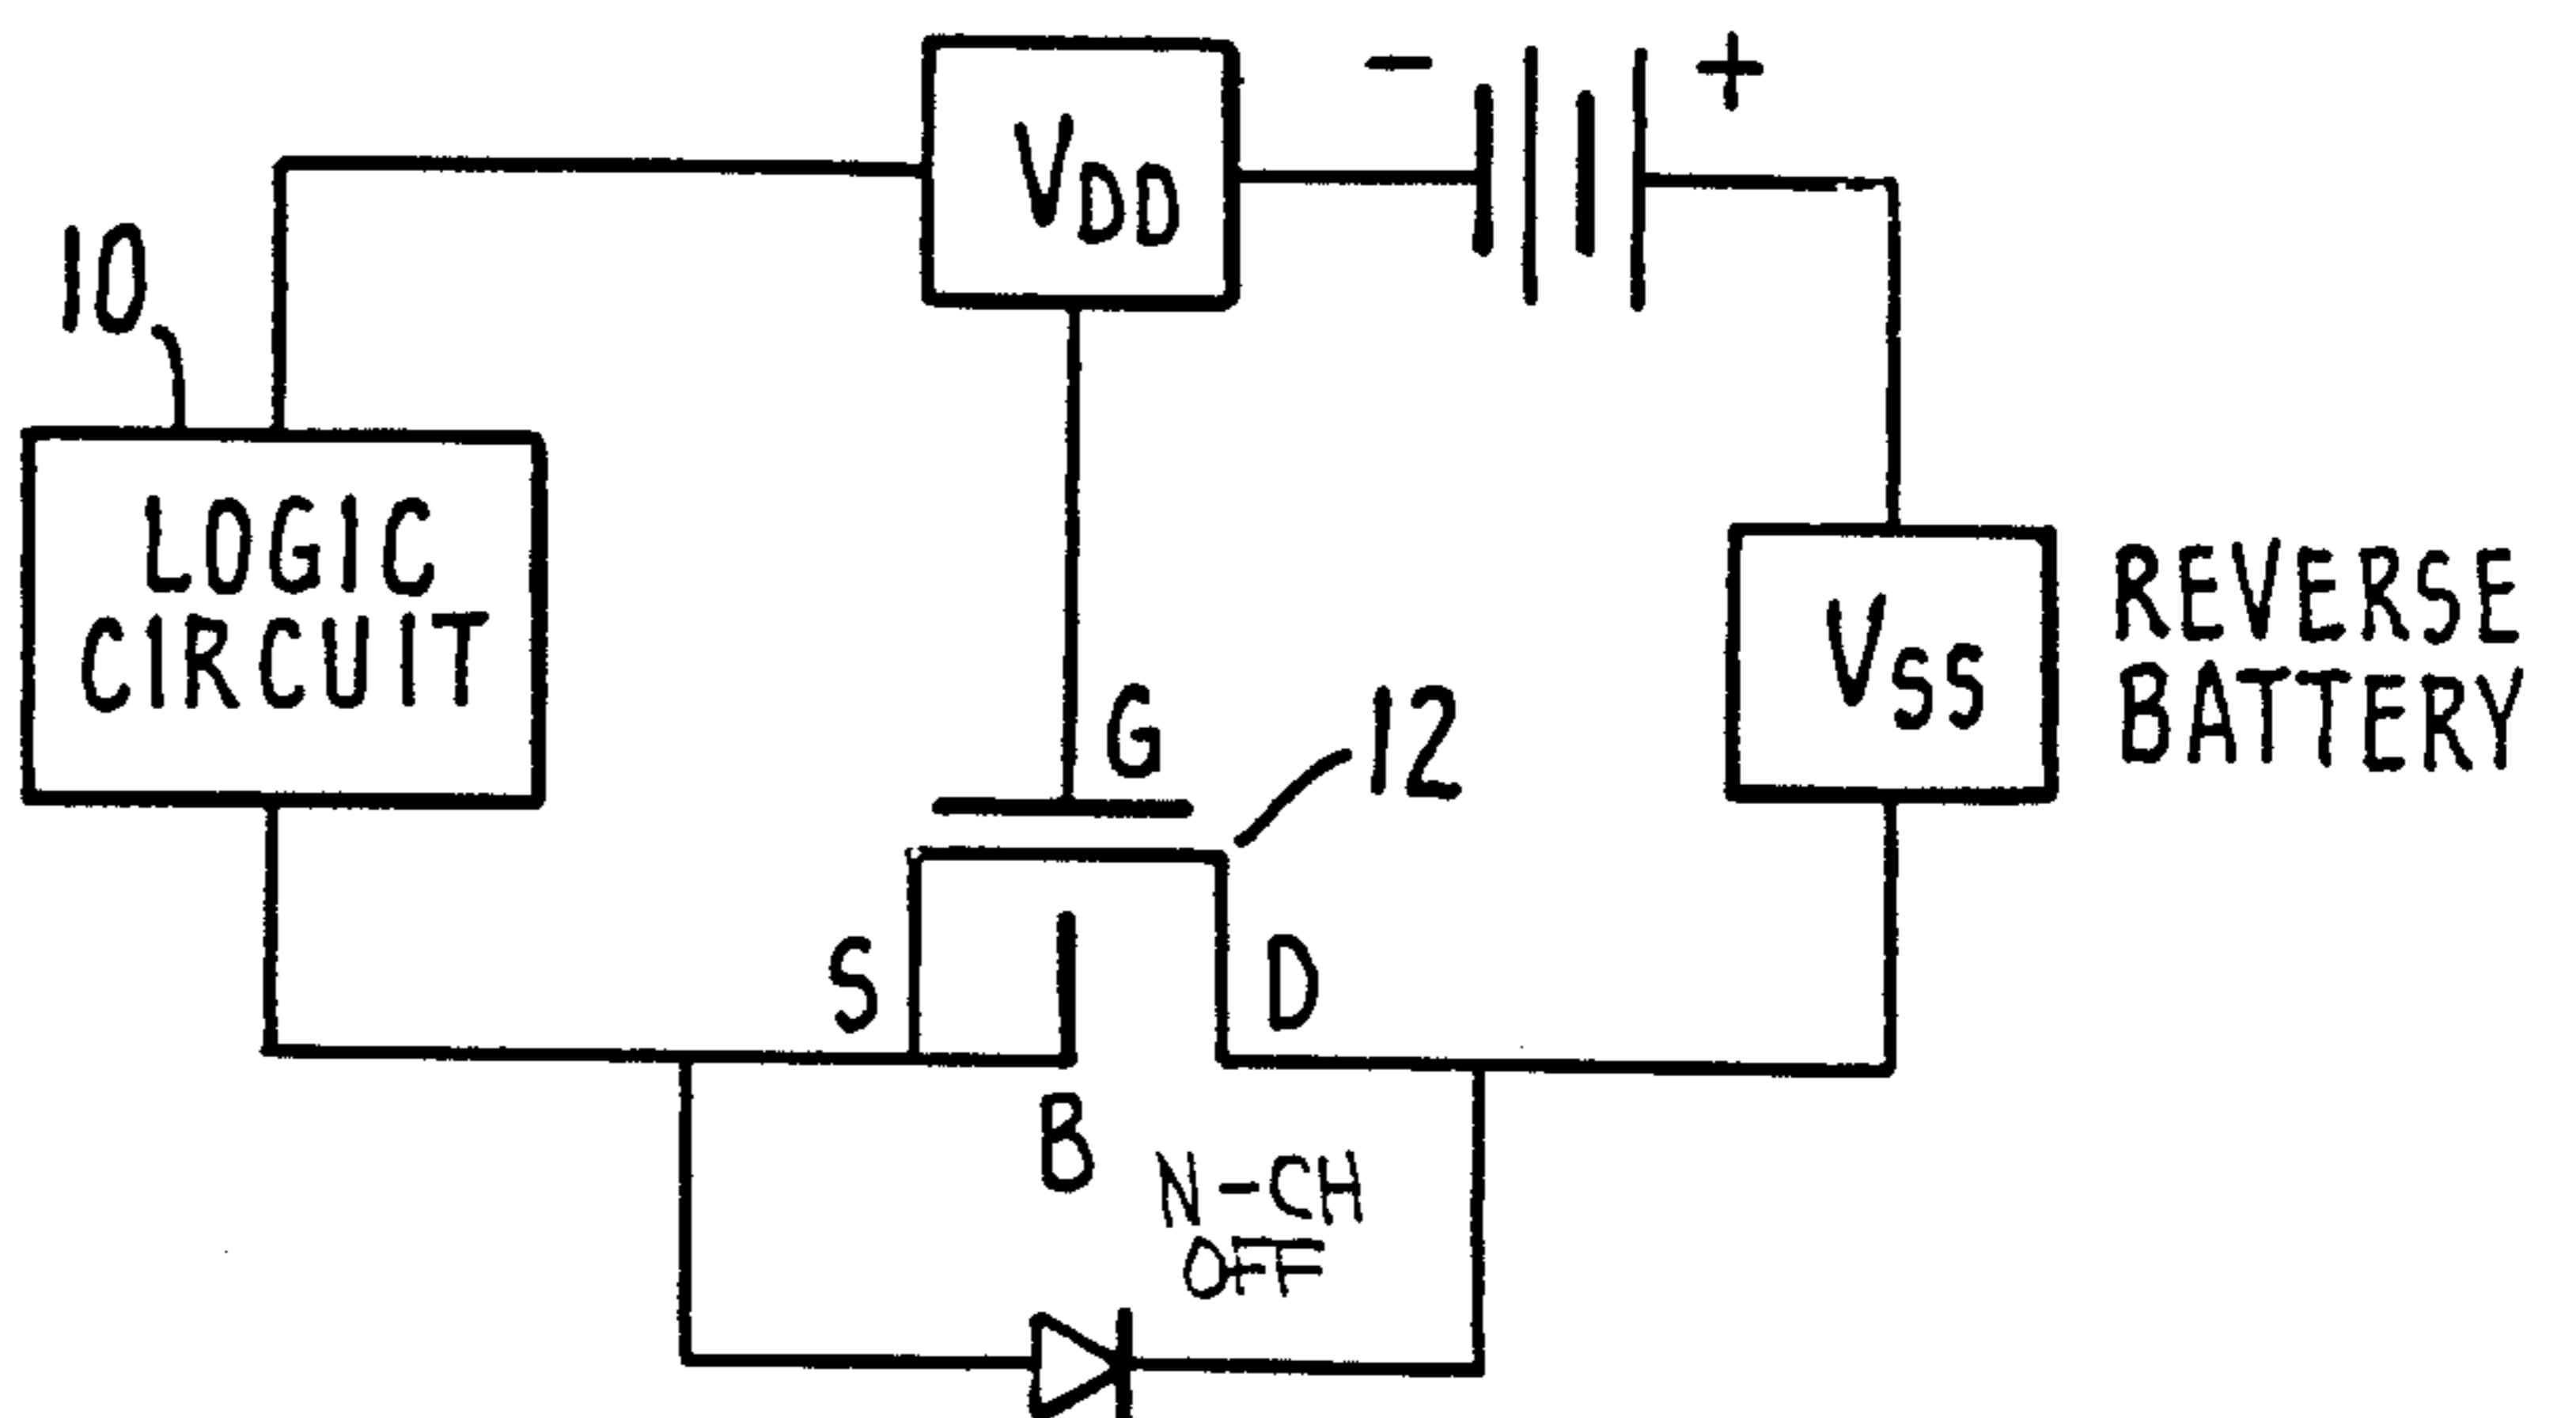 - +
VDD
10
LOGIC
CIRCUIT
VSS
REVERSE
BATTERY
G
12
S
D
B
N-CH
OFF